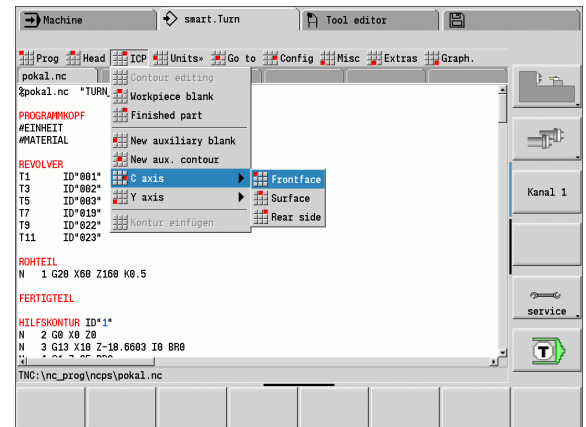 Machine
smart.Turn
Tool editor
Prog Head ICP Units» Go to Config Misc Extras Graph.
pokal.nc
%pokal.nc "TURN
PROGRAMMKOPF
#EINHEIT
#MATERIAL
REVOLVER
T1 ID"001"
T3 ID"002"
T5 ID"003"
T7 ID"019"
T9 ID"022"
T11 ID"023"
ROHTEIL
N 1 G20 X60 Z160 K0.5
FERTIGTEIL
HILFSKONTUR ID"1"
N 2 G0 X0 Z0
N 3 G13 X18 Z-18.6603 I0 BR0
TNC:\nc_prog\ncps\pokal.nc
Contour editing
Workpiece blank
Finished part
New auxiliary blank
New aux. contour
C axis
Y axis
Kontur einfügen
Frontface
Surface
Rear side
Kanal 1
service
T